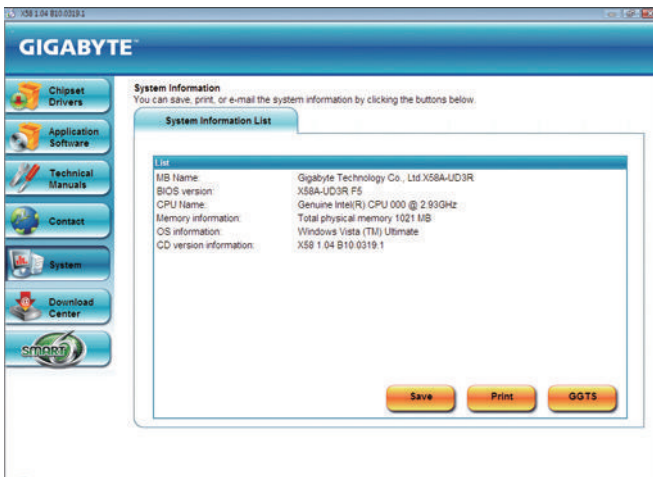 X58 1.04 B10.0319.1
GIGABYTE™
Chipset
Drivers
Application
Software
Technical
Manuals
Contact
System
Download
Center
SMART 6
System Information
You can save, print, or e-mail the system information by clicking the buttons below.
System Information List
List
MB Name: Gigabyte Technology Co., Ltd.X58A-UD3R
BIOS version: X58A-UD3R F5
CPU Name: Genuine Intel(R) CPU 000 @ 2.93GHz
Memory information: Total physical memory 1021 MB
OS information: Windows Vista (TM) Ultimate
CD version information: X58 1.04 B10.0319.1
Save Print GGTS